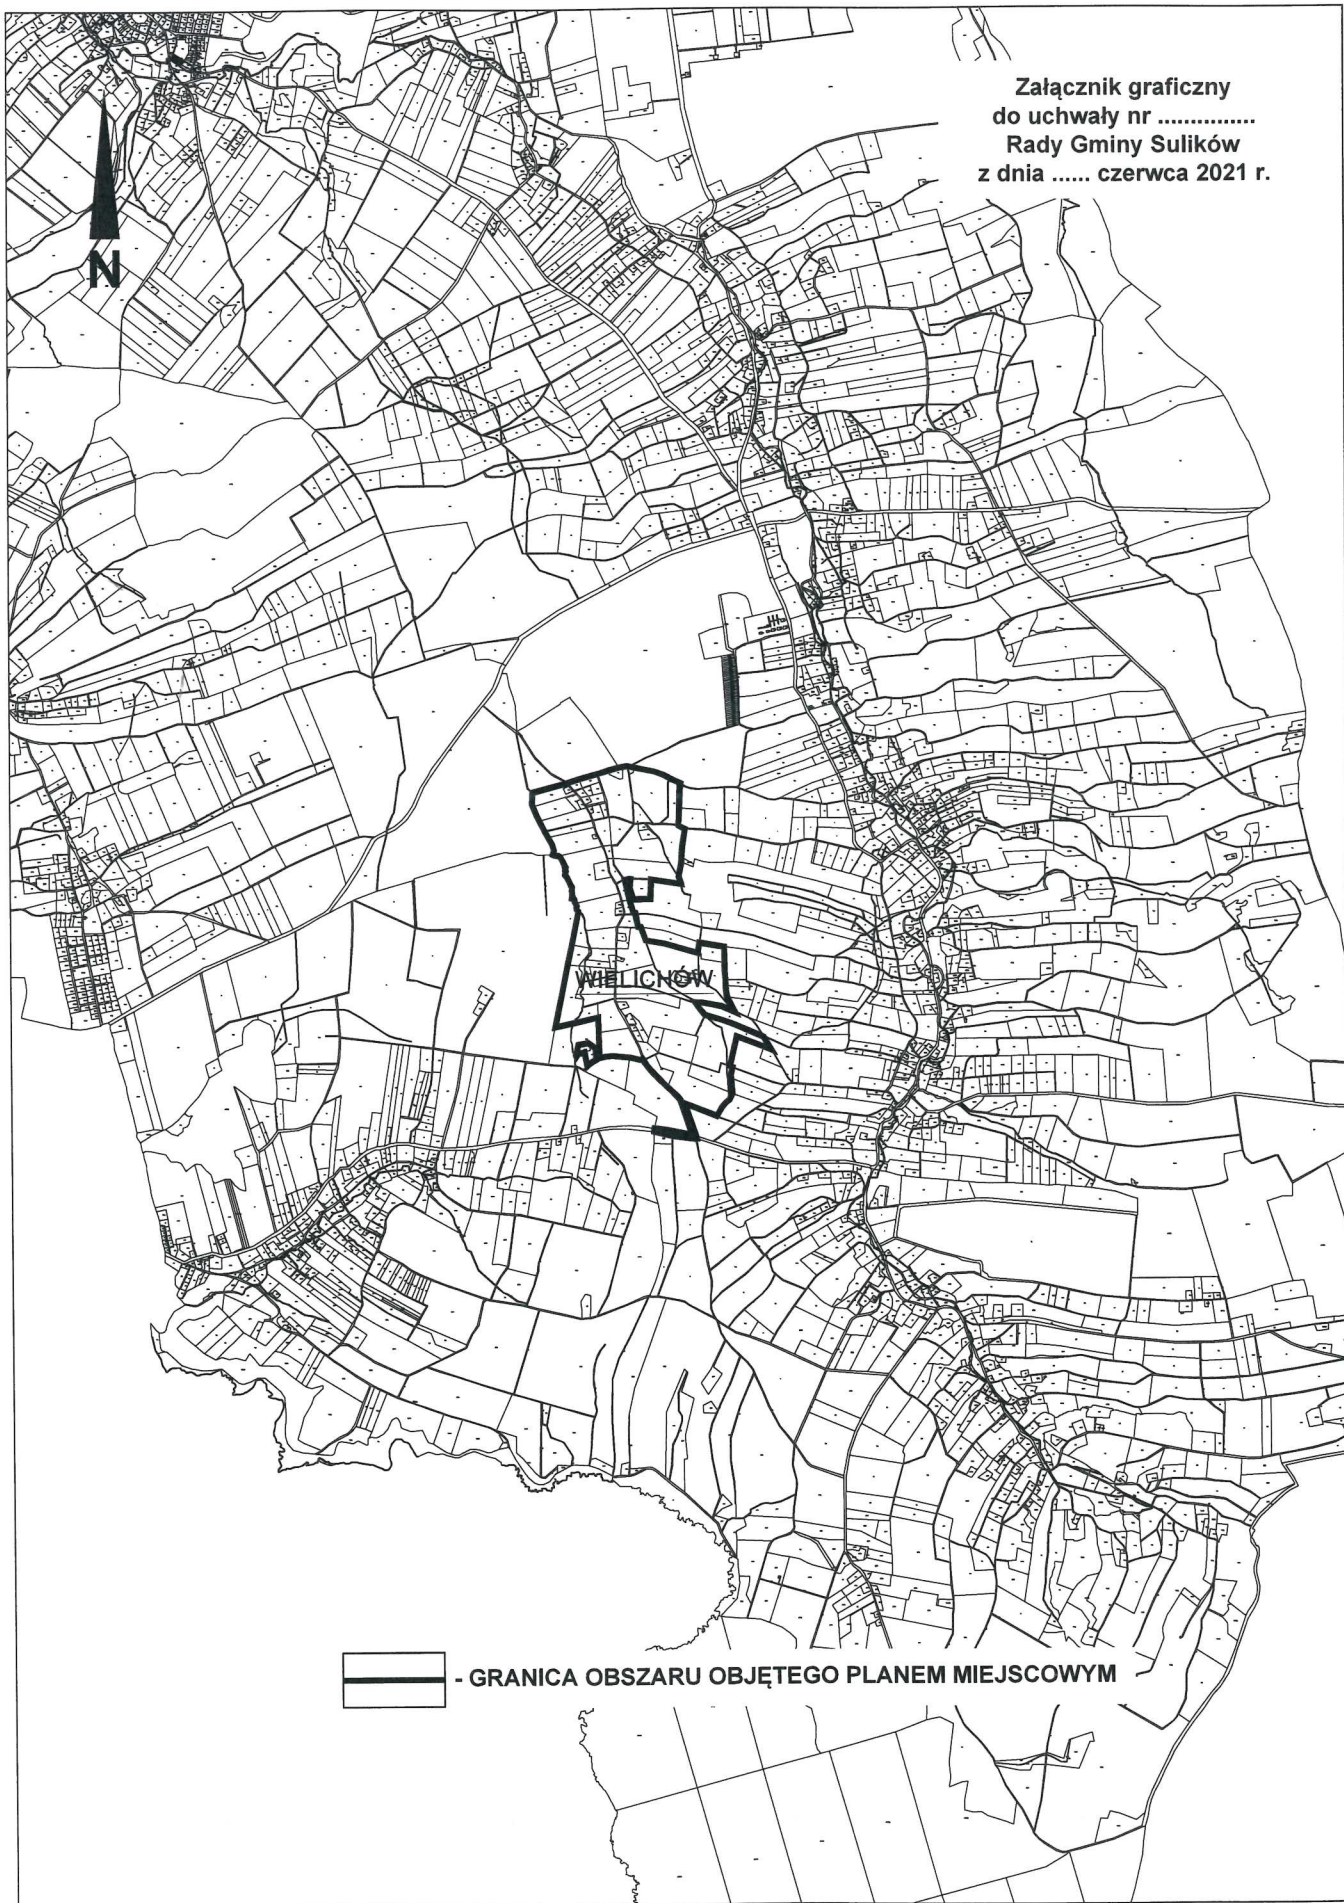 Załącznik graficzny
do uchwały nr ...............
Rady Gminy Sulików
z dnia ...... czerwca 2021 r.
N
WIELICHÓW
- GRANICA OBSZARU OBJĘTEGO PLANEM MIEJSCOWYM